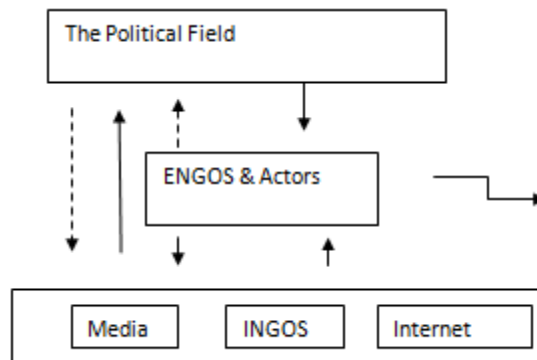 The Political Field
ENGOS & Actors
Media
INGOS
Internet